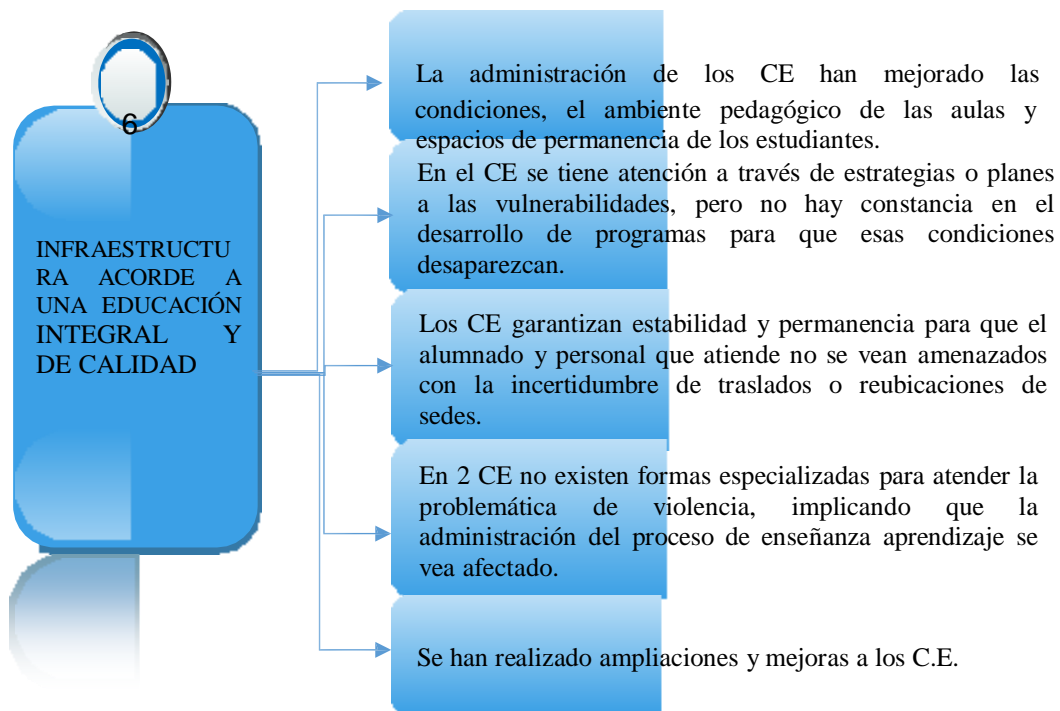 6
INFRAESTRUCTU
RA ACORDE A
UNA EDUCACIÓN
INTEGRAL Y
DE CALIDAD
La administración de los CE han mejorado las
condiciones, el ambiente pedagógico de las aulas y
espacios de permanencia de los estudiantes.
En el CE se tiene atención a través de estrategias o planes
a las vulnerabilidades, pero no hay constancia en el
desarrollo de programas para que esas condiciones
desaparezcan.
Los CE garantizan estabilidad y permanencia para que el
alumnado y personal que atiende no se vean amenazados
con la incertidumbre de traslados o reubicaciones de
sedes.
En 2 CE no existen formas especializadas para atender la
problemática de violencia, implicando que la
administración del proceso de enseñanza aprendizaje se
vea afectado.
Se han realizado ampliaciones y mejoras a los C.E.